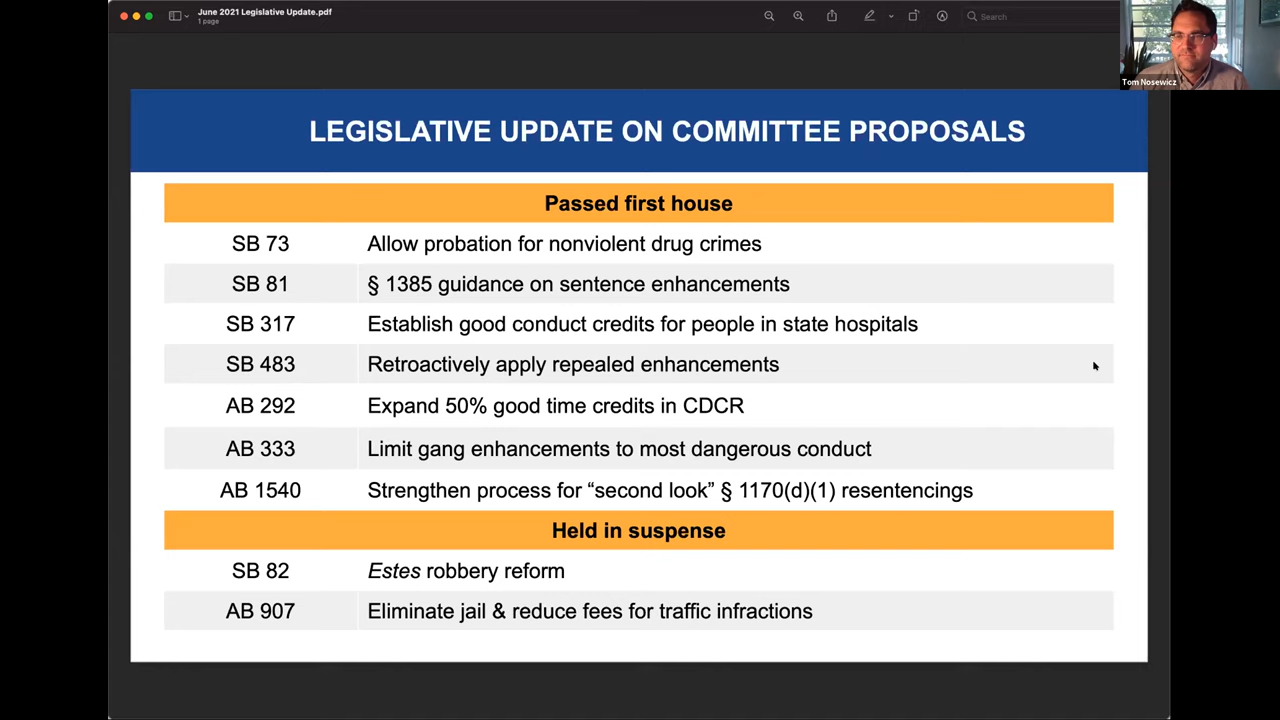 June 2021 Legislative Update.pdf
1 page
Search
Tom Nosewicz
LEGISLATIVE UPDATE ON COMMITTEE PROPOSALS
Passed first house
SB 73 Allow probation for nonviolent drug crimes
SB 81 § 1385 guidance on sentence enhancements
SB 317 Establish good conduct credits for people in state hospitals
SB 483 Retroactively apply repealed enhancements
AB 292 Expand 50% good time credits in CDCR
AB 333 Limit gang enhancements to most dangerous conduct
AB 1540 Strengthen process for “second look” § 1170(d)(1) resentencings
Held in suspense
SB 82 Estes robbery reform
AB 907 Eliminate jail & reduce fees for traffic infractions